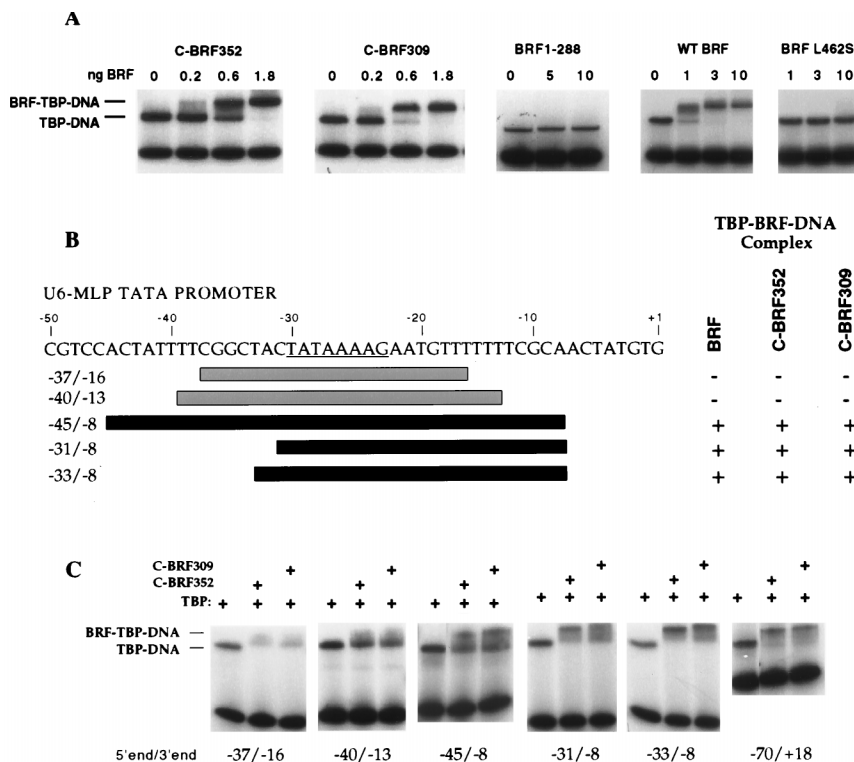 A
C-BRF352
C-BRF309
BRF1-288
WT BRF
BRF L462S
ng BRF
0 0.2 0.6 1.8
0 0.2 0.6 1.8
0 5 10
0 1 3 10
1 3 10
BRF-TBP-DNA
TBP-DNA
B
TBP-BRF-DNA
Complex
U6-MLP TATA PROMOTER
BRF
C-BRF352
C-BRF309
-50 -40 -30 -20 -10 +1
CGTCCACTATTTTCGGCTACTATAAAAGAATGTTTTTTTCGCAACTATGTG
-37/-16 - - -
-40/-13 - - -
-45/-8 + + +
-31/-8 + + +
-33/-8 + + +
C
C-BRF309 + + + + + +
C-BRF352 + + + + + +
TBP: + + + + + + + + + + + + + + + + + +
BRF-TBP-DNA
TBP-DNA
5'end/3'end -37/-16 -40/-13 -45/-8 -31/-8 -33/-8 -70/+18